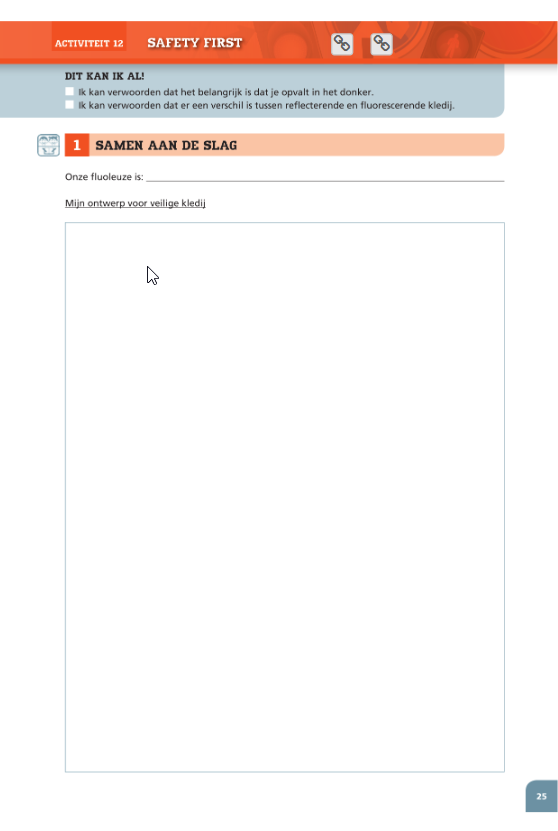 ACTIVITEIT 12 SAFETY FIRST
DIT KAN IK AL!
Ik kan verwoorden dat het belangrijk is dat je opvalt in het donker.
Ik kan verwoorden dat er een verschil is tussen reflecterende en fluorescerende kledij.
1 SAMEN AAN DE SLAG
Onze fluoleuze is:
Mijn ontwerp voor veilige kledij
25